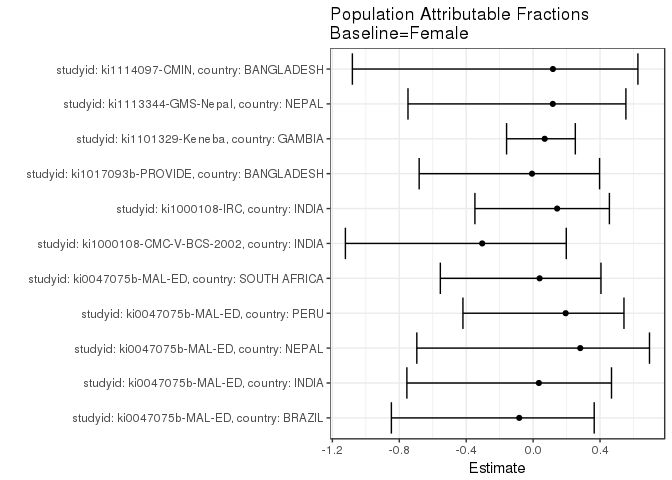 Population Attributable Fractions
Baseline=Female
studyid: ki1114097-CMIN, country: BANGLADESH
studyid: ki1113344-GMS-Nepal, country: NEPAL
studyid: ki1101329-Keneba, country: GAMBIA
studyid: ki1017093b-PROVIDE, country: BANGLADESH
studyid: ki1000108-IRC, country: INDIA
studyid: ki1000108-CMC-V-BCS-2002, country: INDIA
studyid: ki0047075b-MAL-ED, country: SOUTH AFRICA
studyid: ki0047075b-MAL-ED, country: PERU
studyid: ki0047075b-MAL-ED, country: NEPAL
studyid: ki0047075b-MAL-ED, country: INDIA
studyid: ki0047075b-MAL-ED, country: BRAZIL
-1.2 -0.8 -0.4 0.0 0.4
Estimate